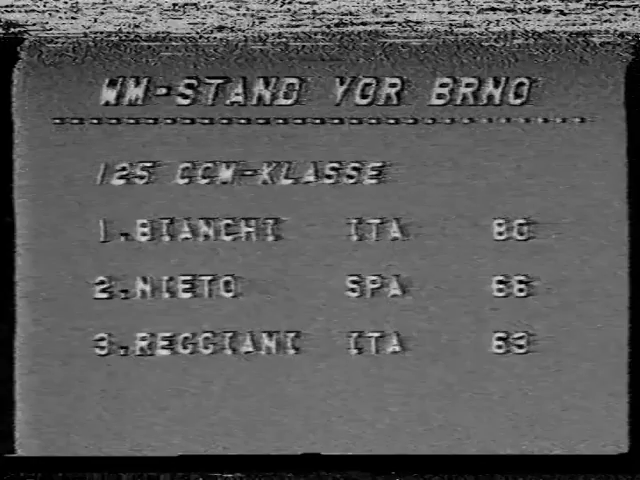 WM-STAND VOR BRNO
125 CCM-KLASSE
1.BIANCHI ITA 80
2.NIETO SPA 66
3.REGGIANI ITA 63